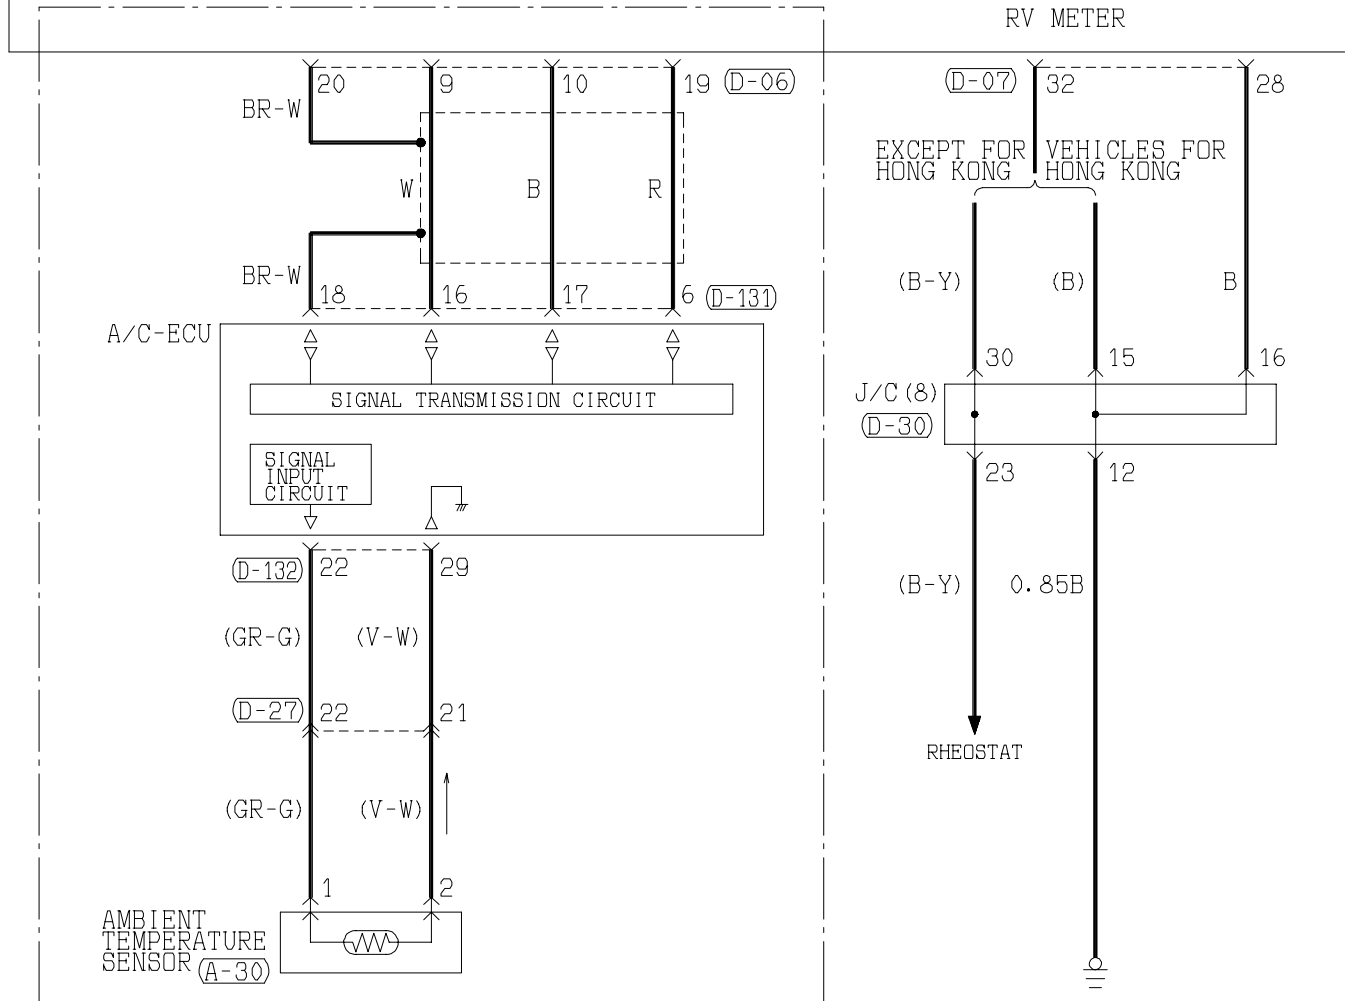 RV METER
20
9
10
19
D-06
D-07
32
28
BR-W
EXCEPT FOR
HONG KONG
VEHICLES FOR
HONG KONG
W
B
R
BR-W
(B-Y)
(B)
B
18
16
17
6
D-131
A/C-ECU
30
15
16
SIGNAL TRANSMISSION CIRCUIT
J/C(8)
D-30
SIGNAL
INPUT
CIRCUIT
23
12
D-132
22
29
(B-Y)
0.85B
(GR-G)
(V-W)
D-27
22
21
RHEOSTAT
(GR-G)
(V-W)
1
2
AMBIENT
TEMPERATURE
SENSOR
A-30